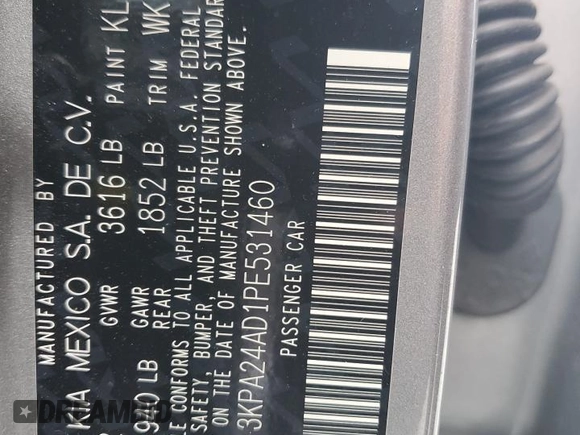 MANUFACTURED BY
KIA MEXICO S.A. DE C.V.
GVWR 3616 LB PAINT KL
LB GAWR REAR 1852 LB TRIM WK
CONFORMS TO ALL APPLICABLE U.S.A. FEDERAL
SAFETY, BUMPER, AND THEFT PREVENTION STANDAR
ON THE DATE OF MANUFACTURE SHOWN ABOVE.
3KPA24AD1PE531460
PASSENGER CAR